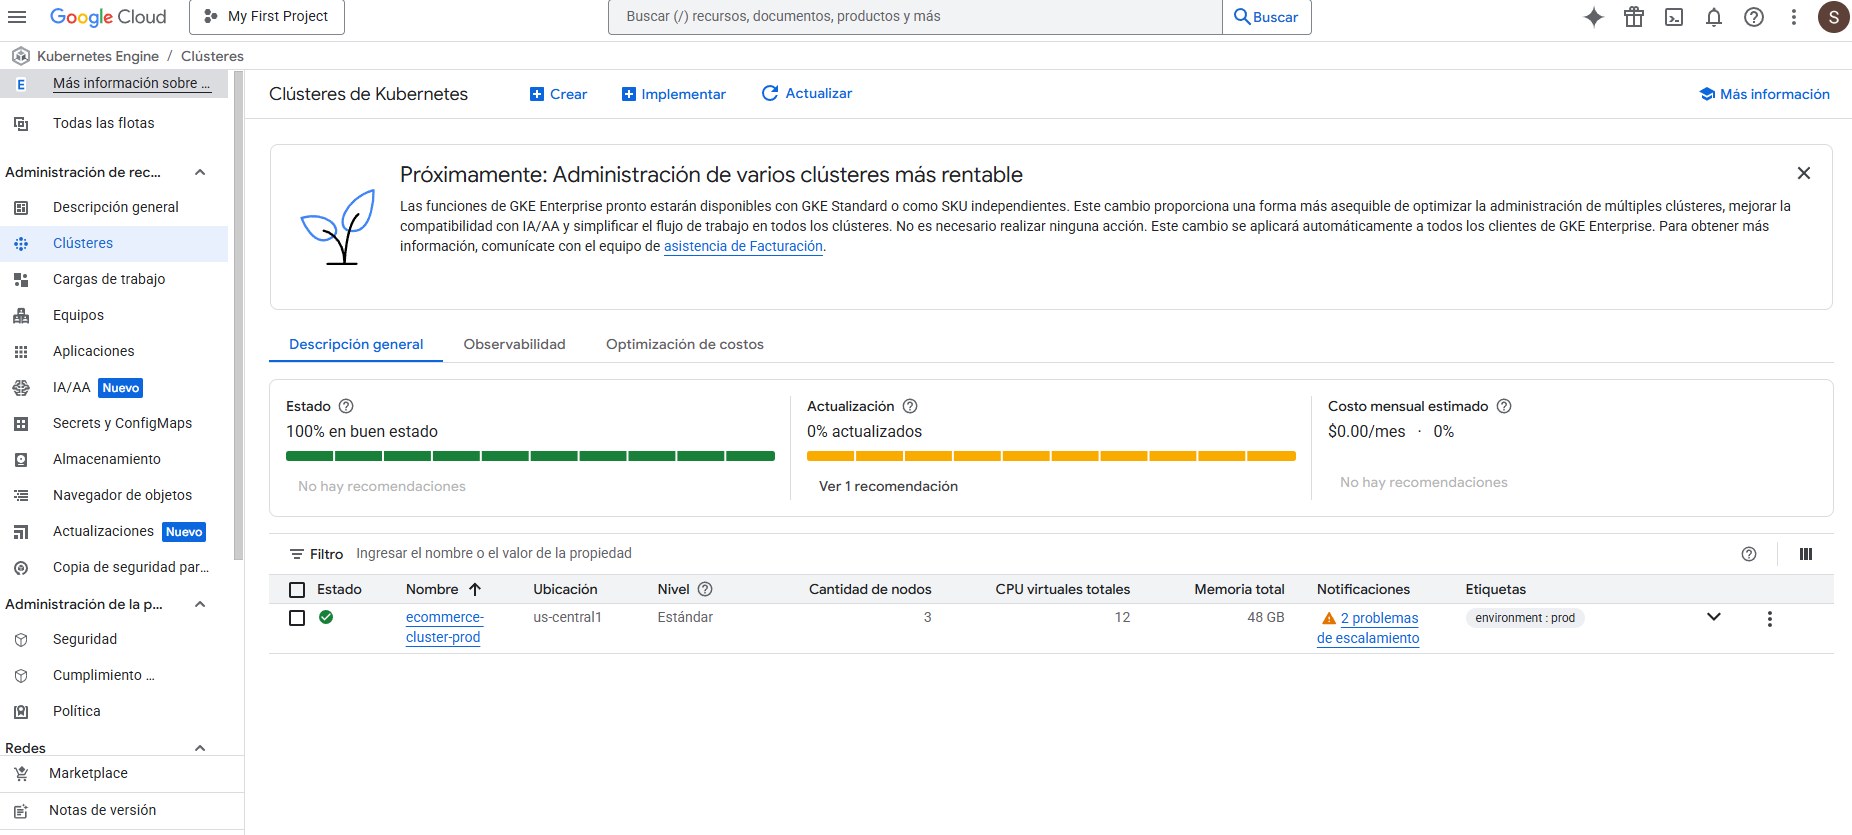 Google Cloud
My First Project
Buscar (/) recursos, documentos, productos y más
Buscar
S
Kubernetes Engine / Clústeres
E
Más información sobre ...
Todas las flotas
Administración de rec...
Descripción general
Clústeres
Cargas de trabajo
Equipos
Aplicaciones
IA/AA Nuevo
Secrets y ConfigMaps
Almacenamiento
Navegador de objetos
Actualizaciones Nuevo
Copia de seguridad par...
Administración de la p...
Seguridad
Cumplimiento ...
Política
Redes
Marketplace
Notas de versión
Clústeres de Kubernetes
Crear
Implementar
Actualizar
Más información
Próximamente: Administración de varios clústeres más rentable
Las funciones de GKE Enterprise pronto estarán disponibles con GKE Standard o como SKU independientes. Este cambio proporciona una forma más asequible de optimizar la administración de múltiples clústeres, mejorar la
compatibilidad con IA/AA y simplificar el flujo de trabajo en todos los clústeres. No es necesario realizar ninguna acción. Este cambio se aplicará automáticamente a todos los clientes de GKE Enterprise. Para obtener más
información, comunícate con el equipo de asistencia de Facturación.
Descripción general
Observabilidad
Optimización de costos
Estado
100% en buen estado
No hay recomendaciones
Actualización
0% actualizados
Ver 1 recomendación
Costo mensual estimado
$0.00/mes · 0%
No hay recomendaciones
Filtro Ingresar el nombre o el valor de la propiedad
Estado Nombre Ubicación Nivel Cantidad de nodos CPU virtuales totales Memoria total Notificaciones Etiquetas
ecommerce-
cluster-prod
us-central1
Estándar
3
12
48 GB
2 problemas
de escalamiento
environment : prod